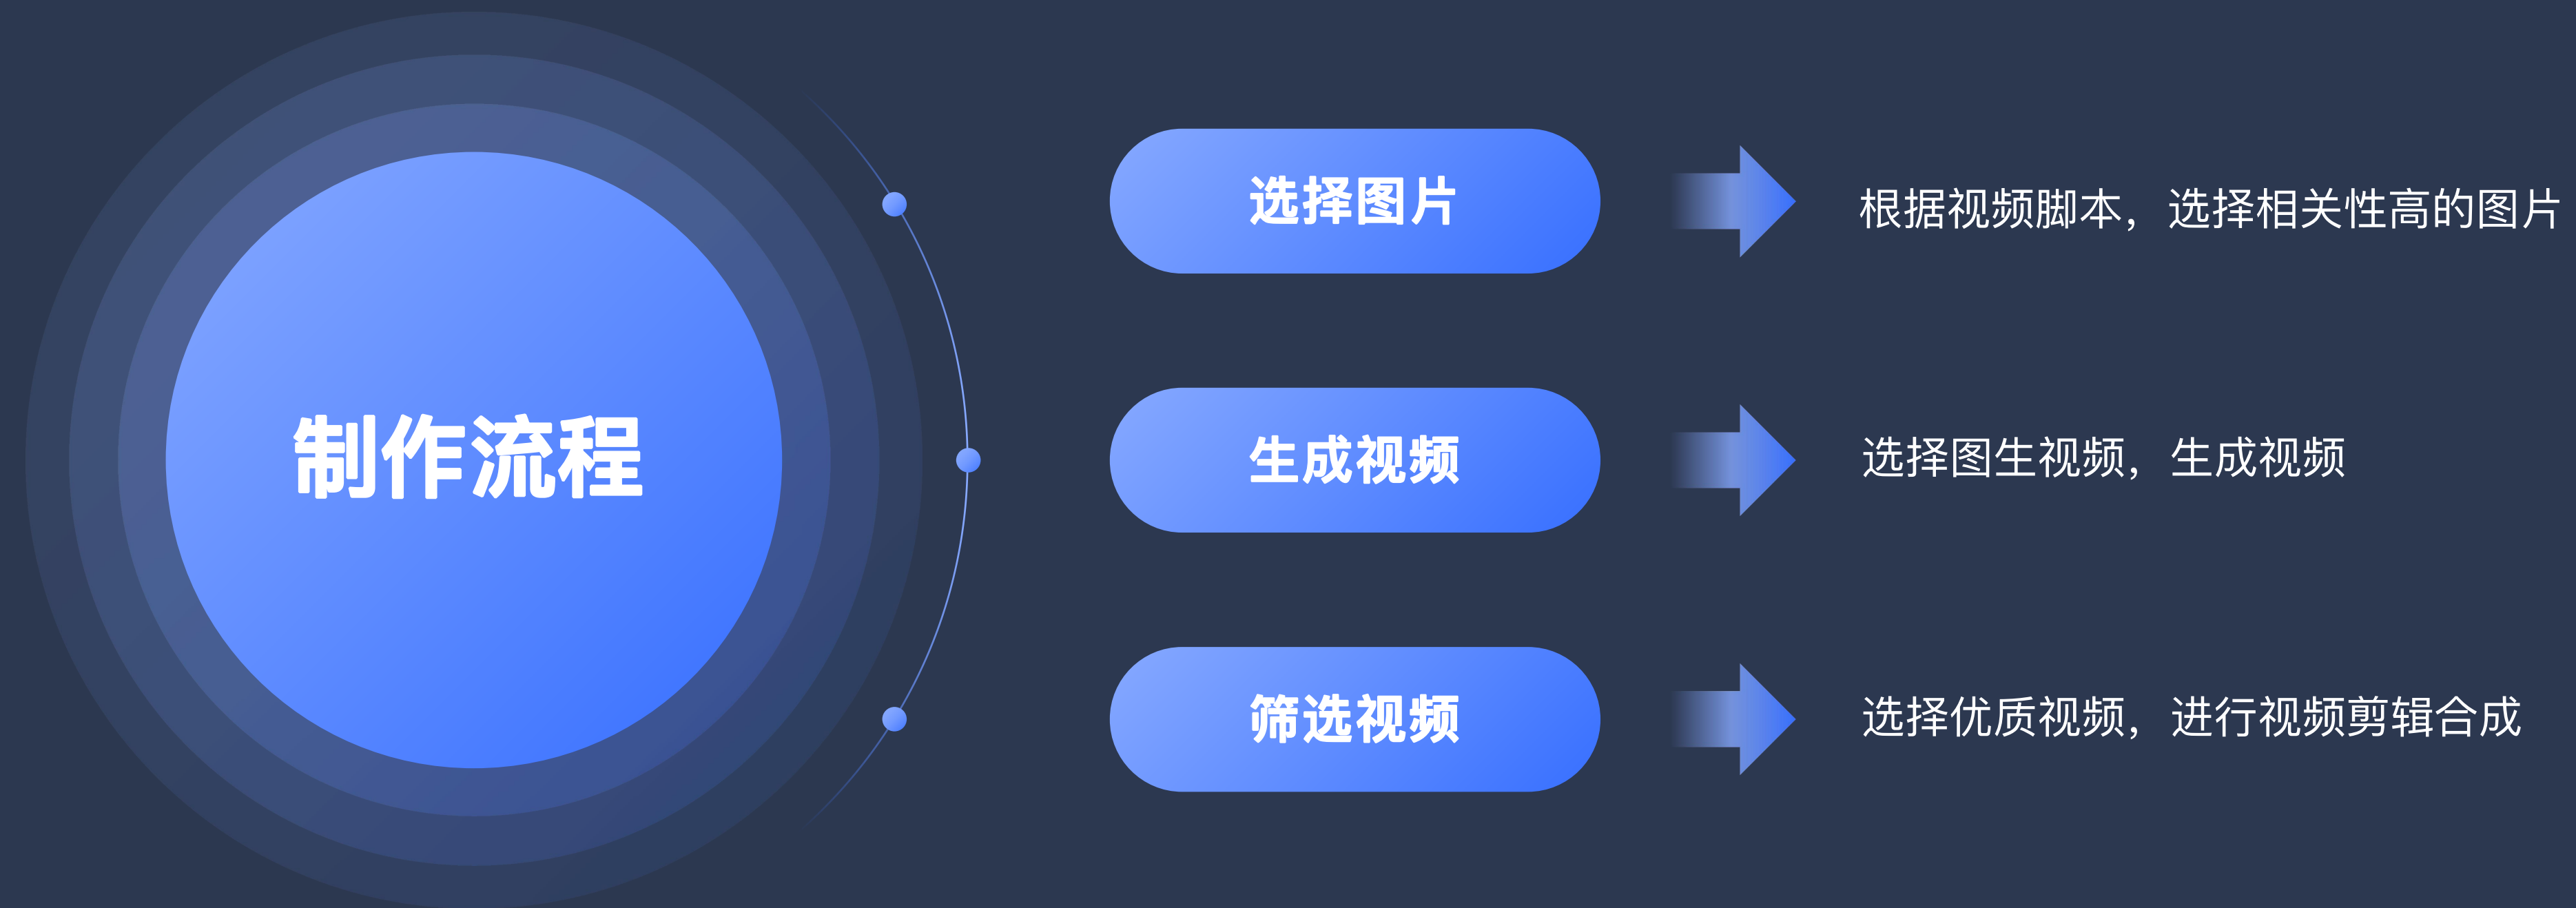 制作流程
选择图片
根据视频脚本，选择相关性高的图片
生成视频
选择图生视频，生成视频
筛选视频
选择优质视频，进行视频剪辑合成